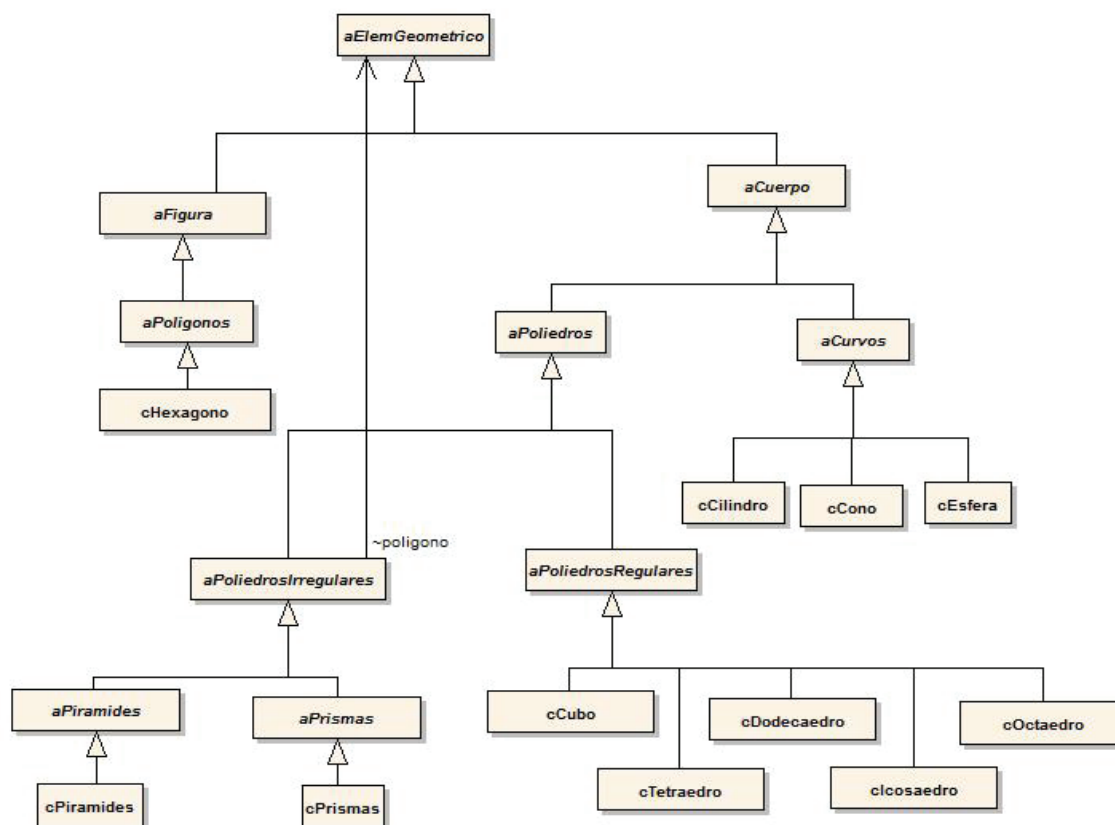 aElemGeometrico
aCuerpo
aFigura
aPoligonos
aPoliedros
aCurvos
cHexagono
cCilindro
cCono
cEsfera
~poligono
aPoliedrosIrregulares
aPoliedrosRegulares
aPiramides
aPrismas
cCubo
cDodecaedro
cOctaedro
cPiramides
cPrismas
cTetraedro
cIcosaedro